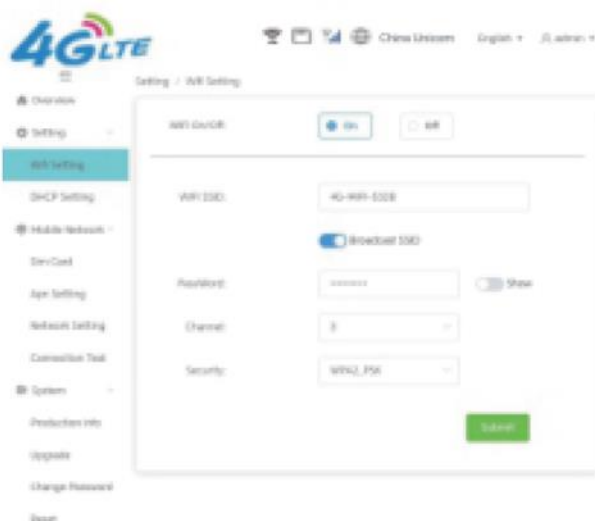 4G LTE
China Unicom English admin
Setting / Wifi Setting
Overview
Setting
Wifi Setting
DHCP Setting
Mobile Network
Sim Card
Apn Setting
Network Setting
Connection Test
System
Production Info
Upgrade
Change Password
Reset
WIFI On/Off: On Off
WIFI SSID:
Broadcast SSID
PassWord: Show
Channel:
Security: WPA2_PSK
Submit